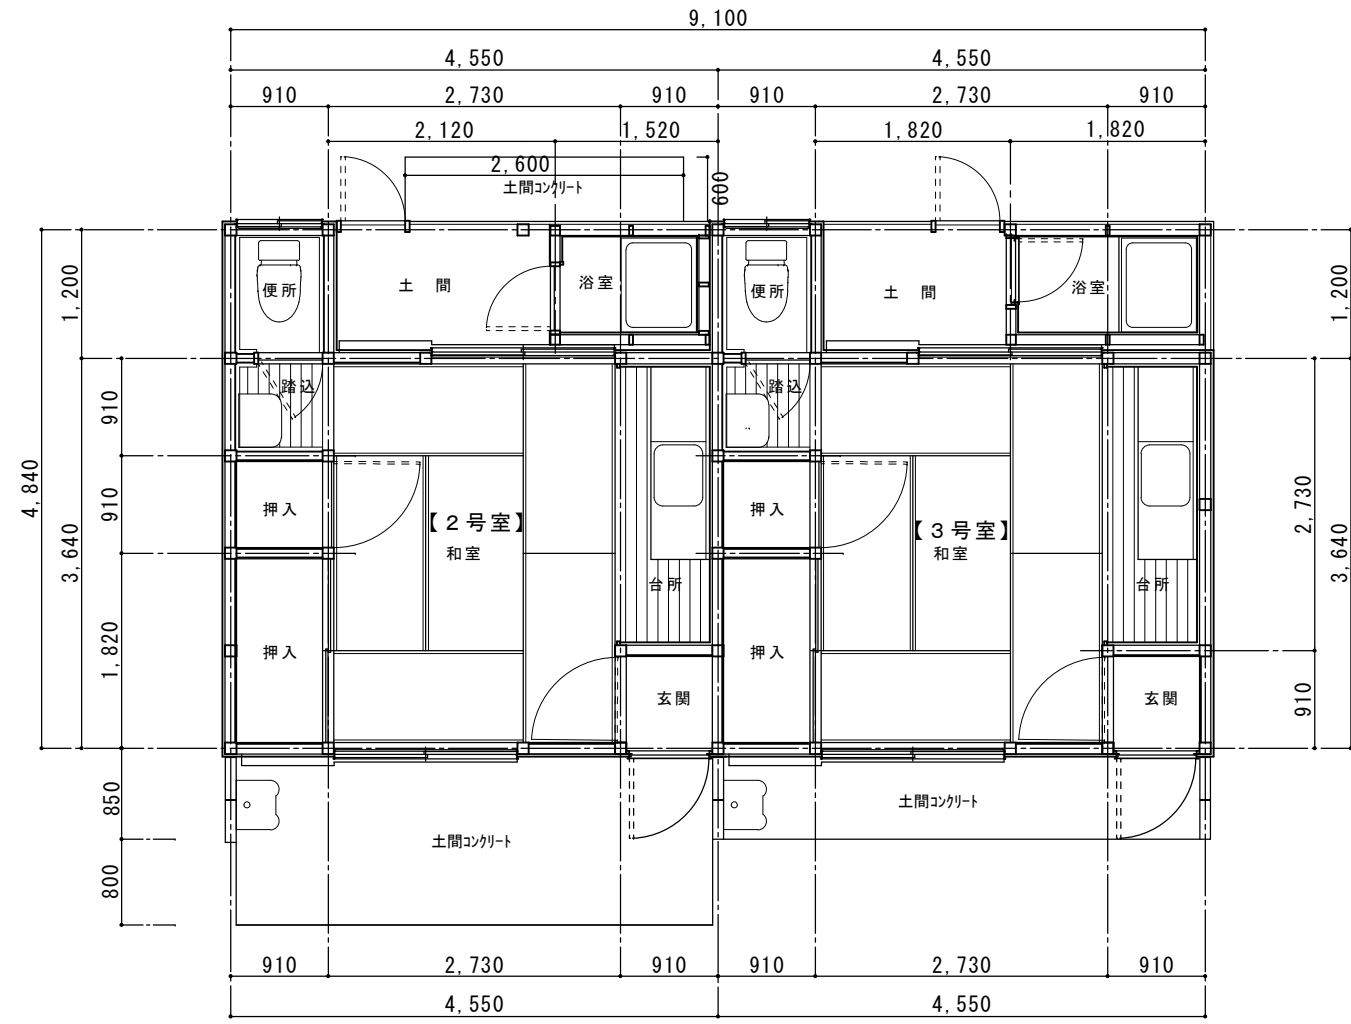 9,100
4,550 4,550
910 2,730 910 910 2,730 910
2,120 1,520 1,820 1,820
2,600
土間コンクリート
600
1,200
便所
土 間
浴室
便所
土 間
浴室
1,200
踏込
踏込
910
4,840
3,640
910
押入
【２号室】
和室
押入
【３号室】
和室
2,730
3,640
台所
台所
1,820
押入
玄関
押入
玄関
910
850
土間コンクリート
土間コンクリート
800
910 2,730 910 910 2,730 910
4,550 4,550